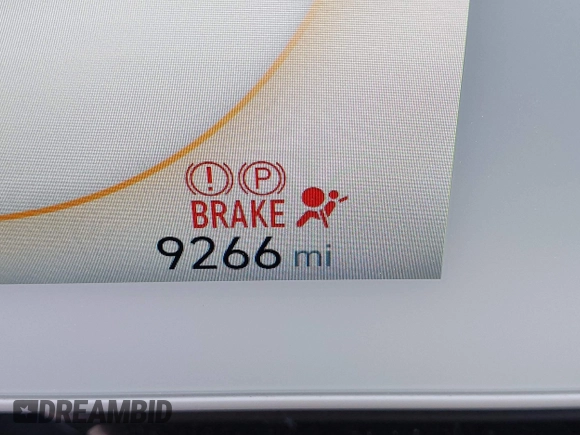 ! P
BRAKE
9266 mi
DREAMBID